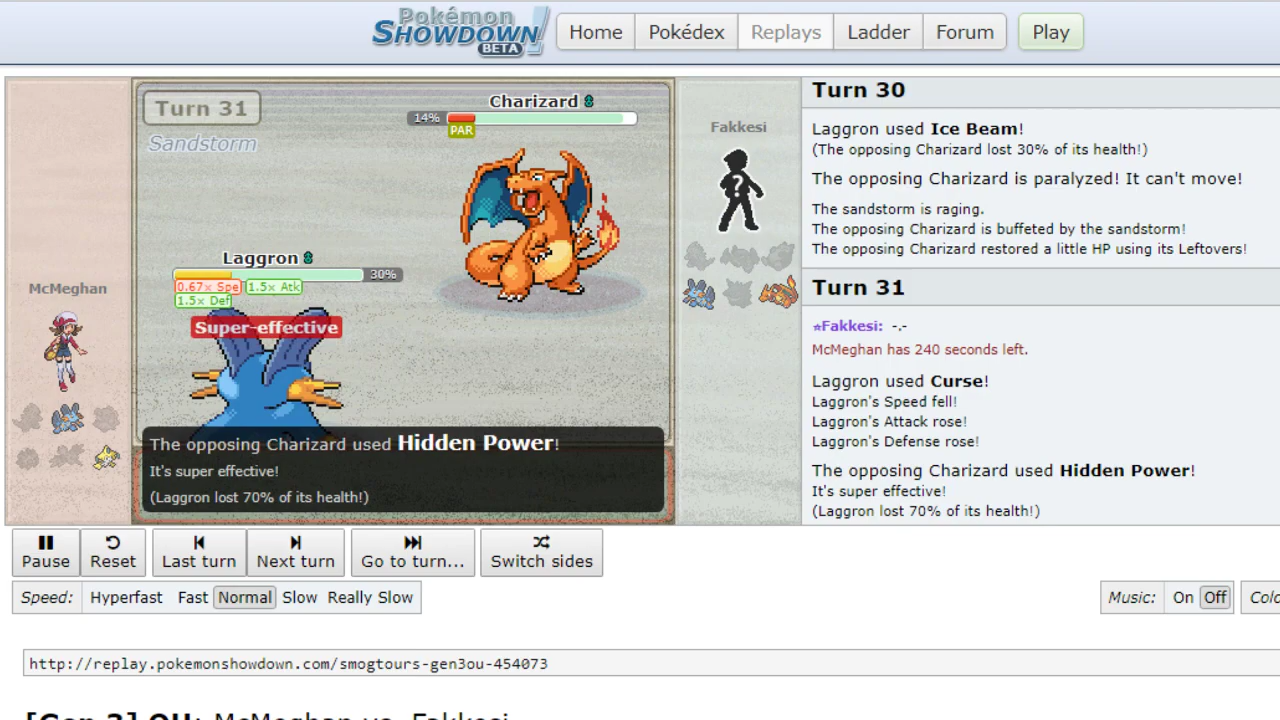 Pokémon
SHOWDOWN!
BETA
Home
Pokédex
Replays
Ladder
Forum
Play
Turn 31
Sandstorm
Charizard
14%
PAR
Laggron
30%
0.67× Spe
1.5× Atk
1.5× Def
Super-effective
The opposing Charizard used Hidden Power!
It's super effective!
(Laggron lost 70% of its health!)
McMeghan
Fakkesi
?
Turn 30
Laggron used Ice Beam!
(The opposing Charizard lost 30% of its health!)
The opposing Charizard is paralyzed! It can't move!
The sandstorm is raging.
The opposing Charizard is buffeted by the sandstorm!
The opposing Charizard restored a little HP using its Leftovers!
Turn 31
☆Fakkesi: -.-
McMeghan has 240 seconds left.
Laggron used Curse!
Laggron's Speed fell!
Laggron's Attack rose!
Laggron's Defense rose!
The opposing Charizard used Hidden Power!
It's super effective!
(Laggron lost 70% of its health!)
Pause
Reset
Last turn
Next turn
Go to turn...
Switch sides
Speed: Hyperfast Fast Normal Slow Really Slow
Music: On Off
Colo
http://replay.pokemonshowdown.com/smogtours-gen3ou-454073
[Gen 3] OU: McMeghan vs. Fakkesi